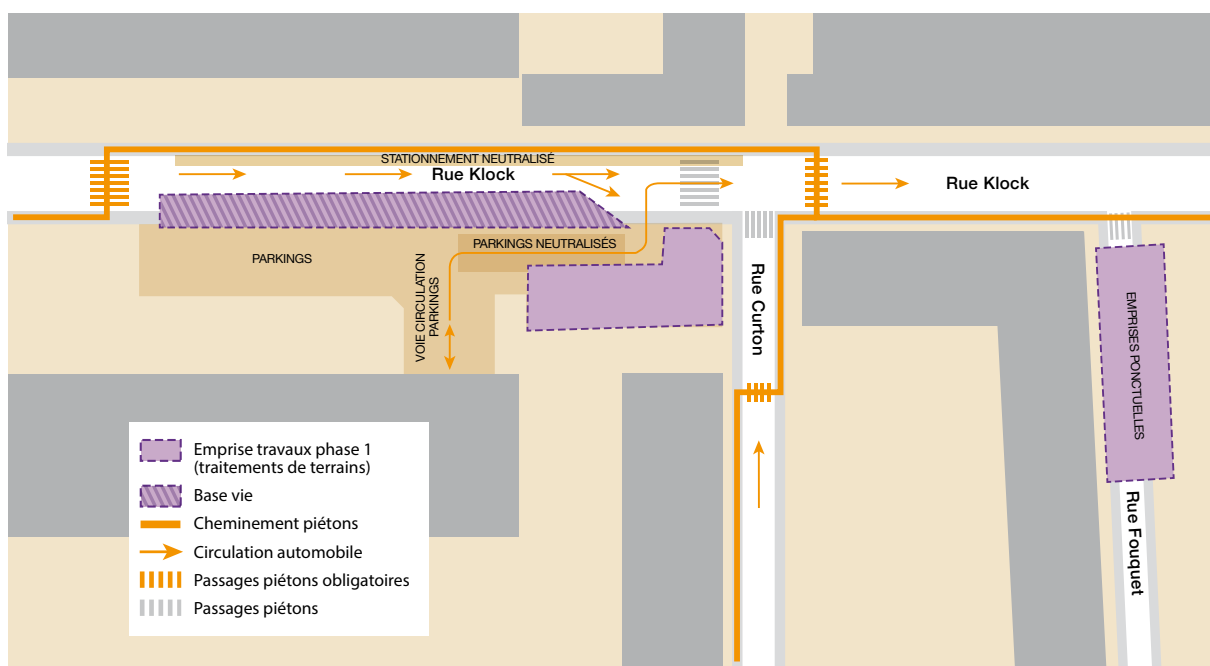 STATIONNEMENT NEUTRALISÉ
Rue Klock
Rue Klock
PARKINGS NEUTRALISÉS
PARKINGS
VOIE CIRCULATION
PARKINGS
Rue Curton
EMPRISES PONCTUELLES
Rue Fouquet
Emprise travaux phase 1
(traitements de terrains)
Base vie
Cheminement piétons
Circulation automobile
Passages piétons obligatoires
Passages piétons